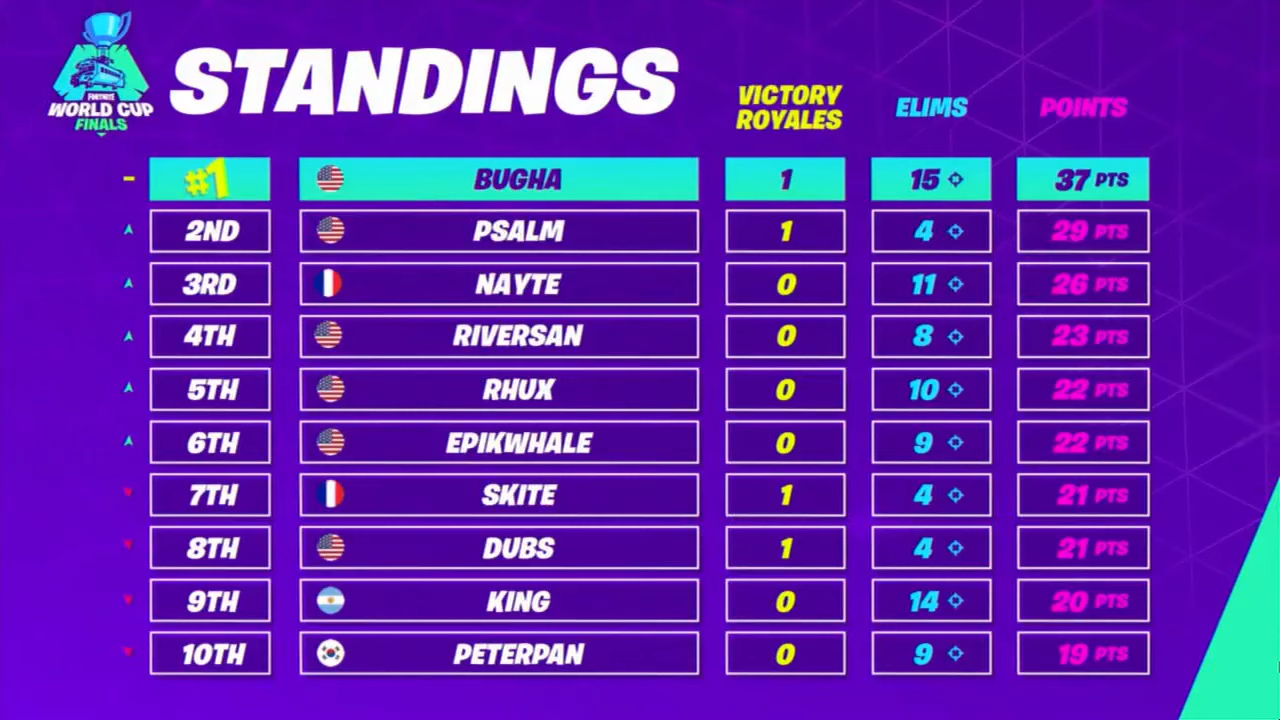 FORTNITE
WORLD CUP
FINALS
STANDINGS
VICTORY
ROYALES
ELIMS
POINTS
#1 BUGHA 1 15 37 PTS
2ND PSALM 1 4 29 PTS
3RD NAYTE 0 11 26 PTS
4TH RIVERSAN 0 8 23 PTS
5TH RHUX 0 10 22 PTS
6TH EPIKWHALE 0 9 22 PTS
7TH SKITE 1 4 21 PTS
8TH DUBS 1 4 21 PTS
9TH KING 0 14 20 PTS
10TH PETERPAN 0 9 19 PTS